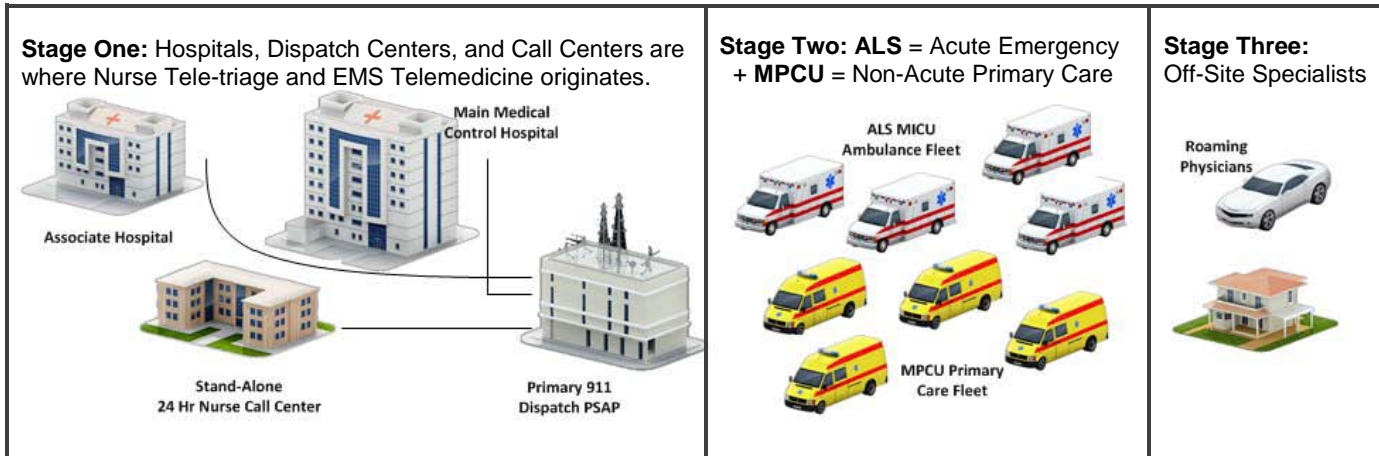 Stage One: Hospitals, Dispatch Centers, and Call Centers are
where Nurse Tele-triage and EMS Telemedicine originates.
Main Medical
Control Hospital
Associate Hospital
Stand-Alone
24 Hr Nurse Call Center
Primary 911
Dispatch PSAP
Stage Two: ALS = Acute Emergency
+ MPCU = Non-Acute Primary Care
ALS MICU
Ambulance Fleet
MPCU Primary
Care Fleet
Stage Three:
Off-Site Specialists
Roaming
Physicians